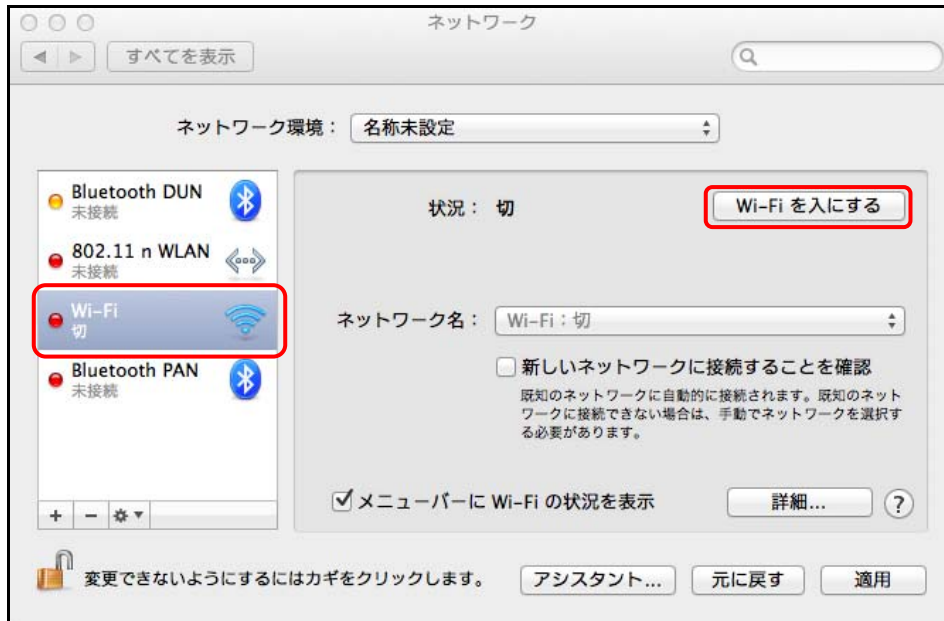 ネットワーク
すべてを表示
ネットワーク環境： 名称未設定
Bluetooth DUN
未接続
802.11 n WLAN
未接続
Wi-Fi
切
Bluetooth PAN
未接続
状況： 切
Wi-Fi を入にする
ネットワーク名： Wi-Fi：切
新しいネットワークに接続することを確認
既知のネットワークに自動的に接続されます。既知のネット
ワークに接続できない場合は、手動でネットワークを選択す
る必要があります。
メニューバーに Wi-Fi の状況を表示
詳細...
?
変更できないようにするにはカギをクリックします。
アシスタント...
元に戻す
適用